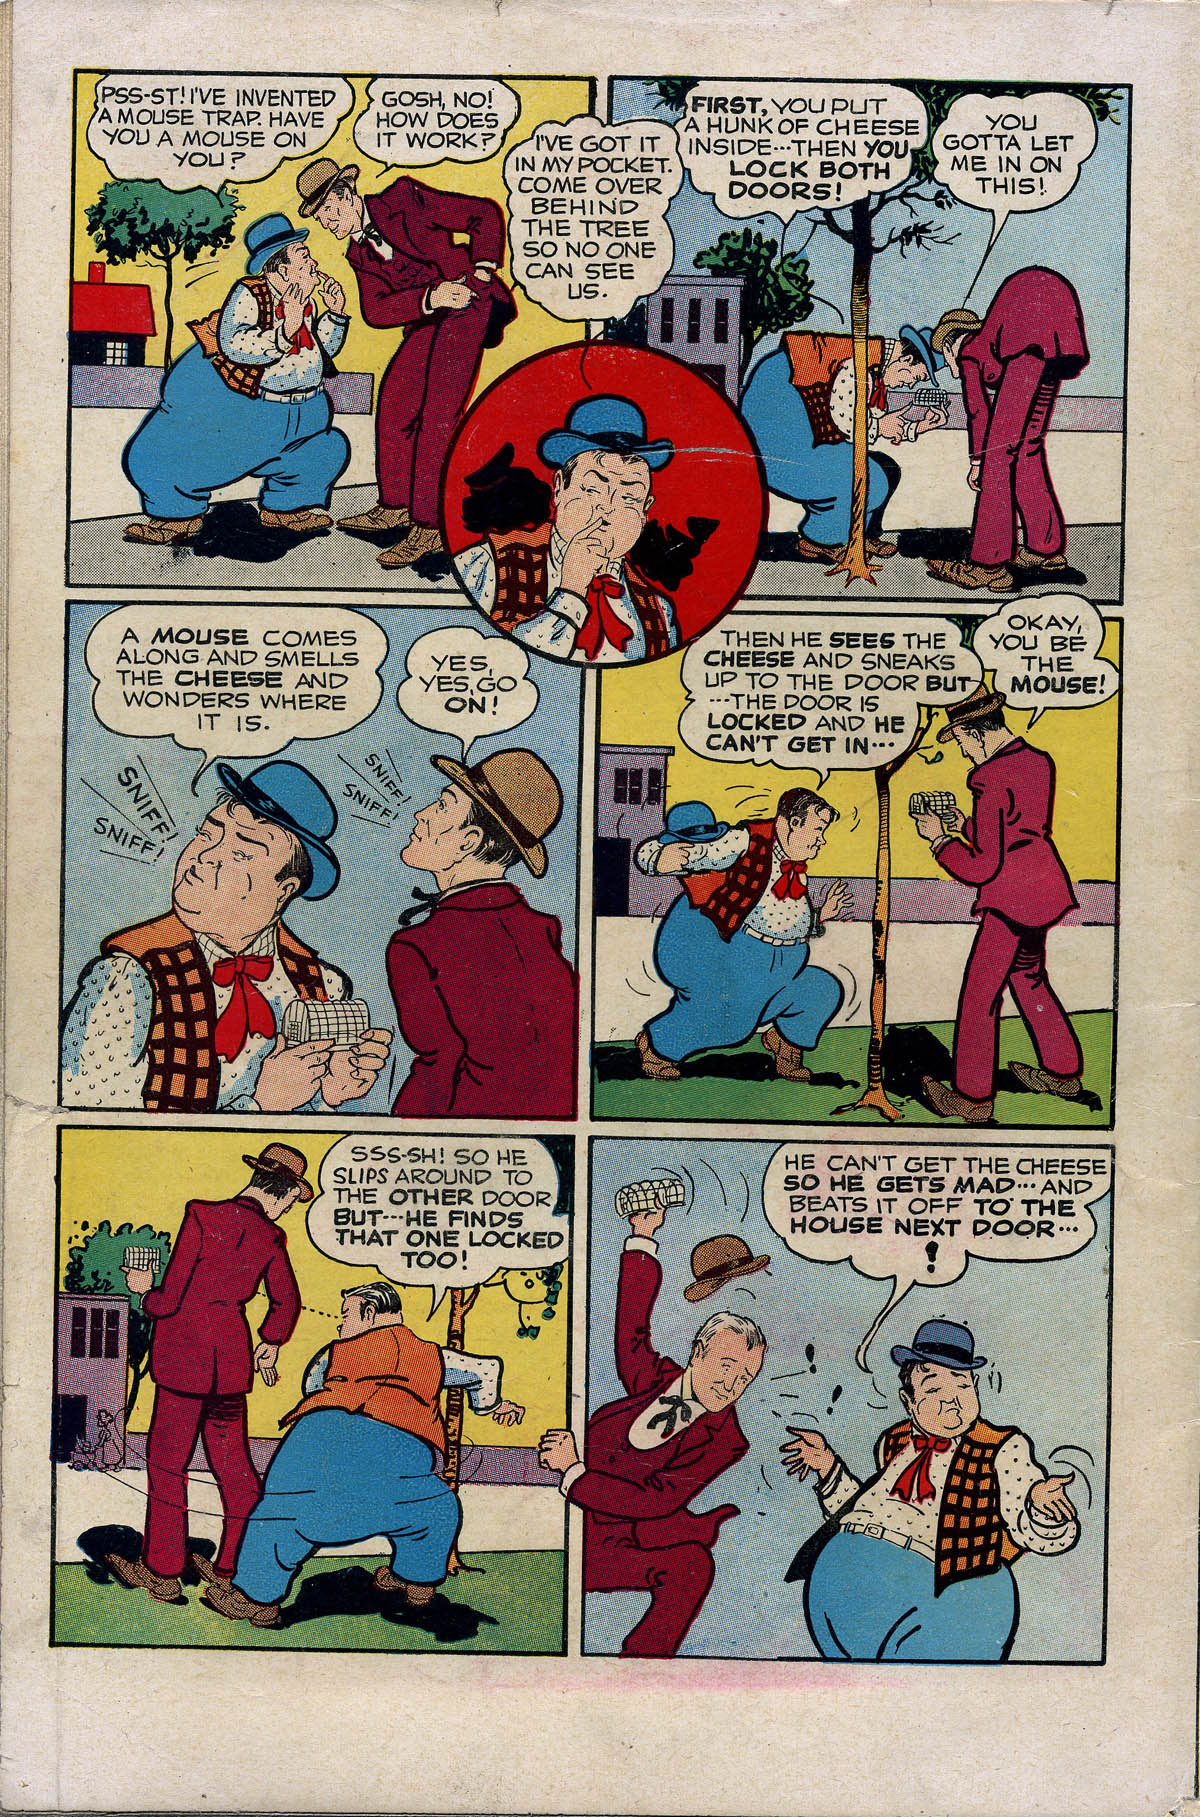 PSS-ST! I'VE INVENTED
A MOUSE TRAP. HAVE
YOU A MOUSE ON
YOU?
GOSH, NO!
HOW DOES
IT WORK?
I'VE GOT IT
IN MY POCKET.
COME OVER
BEHIND
THE TREE
SO NO ONE
CAN SEE
US.
FIRST, YOU PUT
A HUNK OF CHEESE
INSIDE---THEN YOU
LOCK BOTH
DOORS!
YOU
GOTTA LET
ME IN ON
THIS!
A MOUSE COMES
ALONG AND SMELLS
THE CHEESE AND
WONDERS WHERE
IT IS.
YES,
YES, GO
ON!
SNIFF!
SNIFF!
SNIFF!
SNIFF!
THEN HE SEES THE
CHEESE AND SNEAKS
UP TO THE DOOR BUT
---THE DOOR IS
LOCKED AND HE
CAN'T GET IN---
OKAY,
YOU BE
THE
MOUSE!
SSS-SH! SO HE
SLIPS AROUND TO
THE OTHER DOOR
BUT---HE FINDS
THAT ONE LOCKED
TOO!
HE CAN'T GET THE CHEESE
SO HE GETS MAD---AND
BEATS IT OFF TO THE
HOUSE NEXT DOOR---
!
!
!